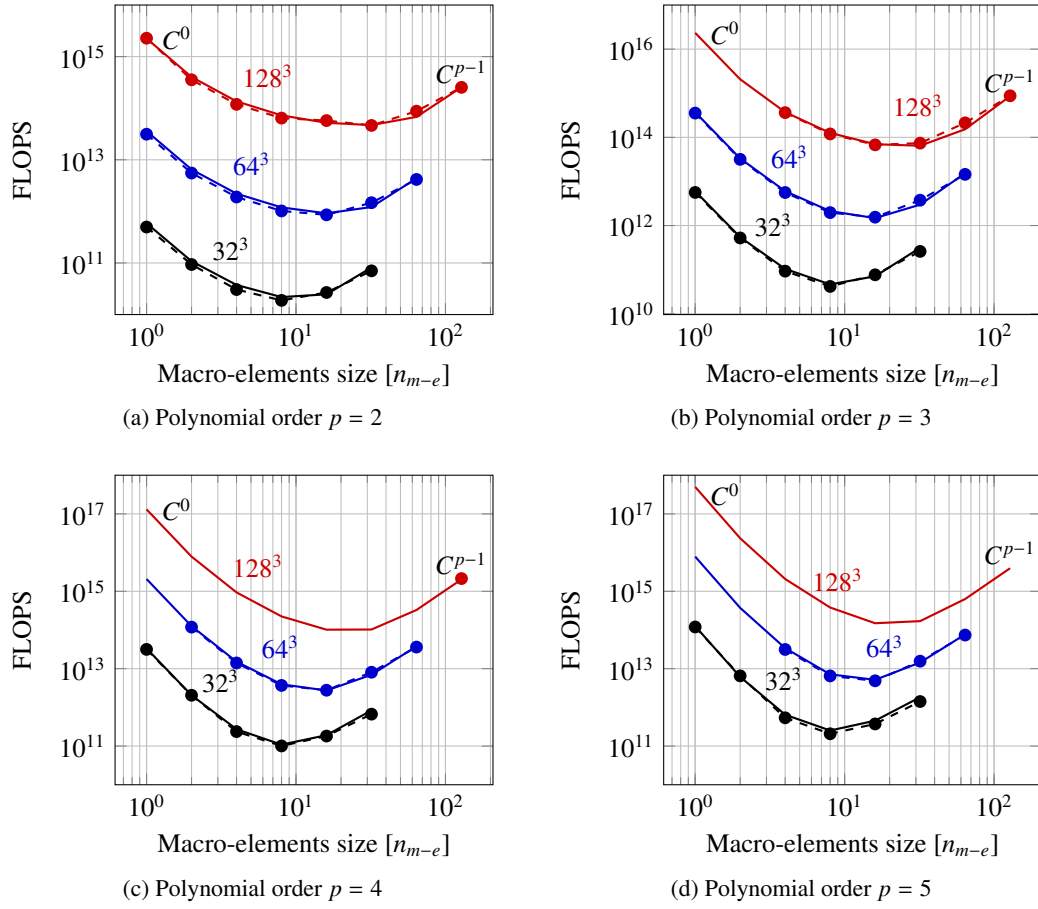 10^15
10^13
10^11
FLOPS
C^0
128^3
C^{p−1}
64^3
32^3
10^0
10^1
10^2
Macro-elements size [n_{m−e}]
(a) Polynomial order p = 2
10^16
10^14
10^12
10^10
FLOPS
C^0
C^{p−1}
128^3
64^3
32^3
10^0
10^1
10^2
Macro-elements size [n_{m−e}]
(b) Polynomial order p = 3
10^17
10^15
10^13
10^11
FLOPS
C^0
C^{p−1}
128^3
64^3
32^3
10^0
10^1
10^2
Macro-elements size [n_{m−e}]
(c) Polynomial order p = 4
10^17
10^15
10^13
10^11
FLOPS
C^0
C^{p−1}
128^3
64^3
32^3
10^0
10^1
10^2
Macro-elements size [n_{m−e}]
(d) Polynomial order p = 5